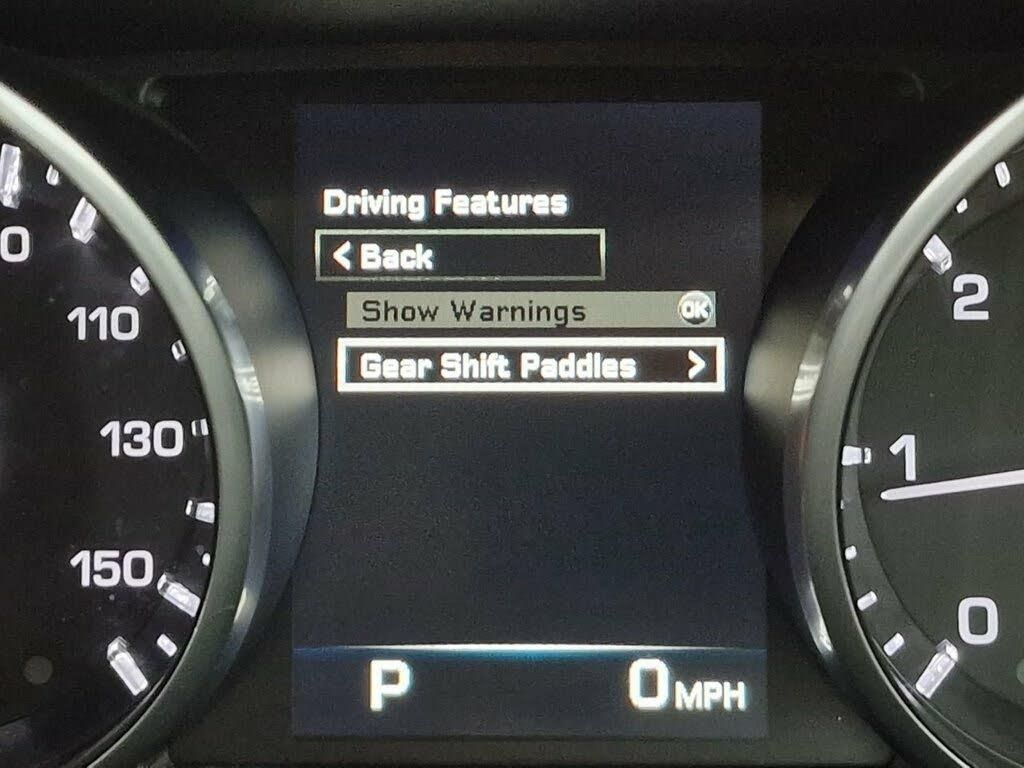 Driving Features
< Back
Show Warnings OK
Gear Shift Paddles >
P 0 MPH
110
130
150
2
1
0